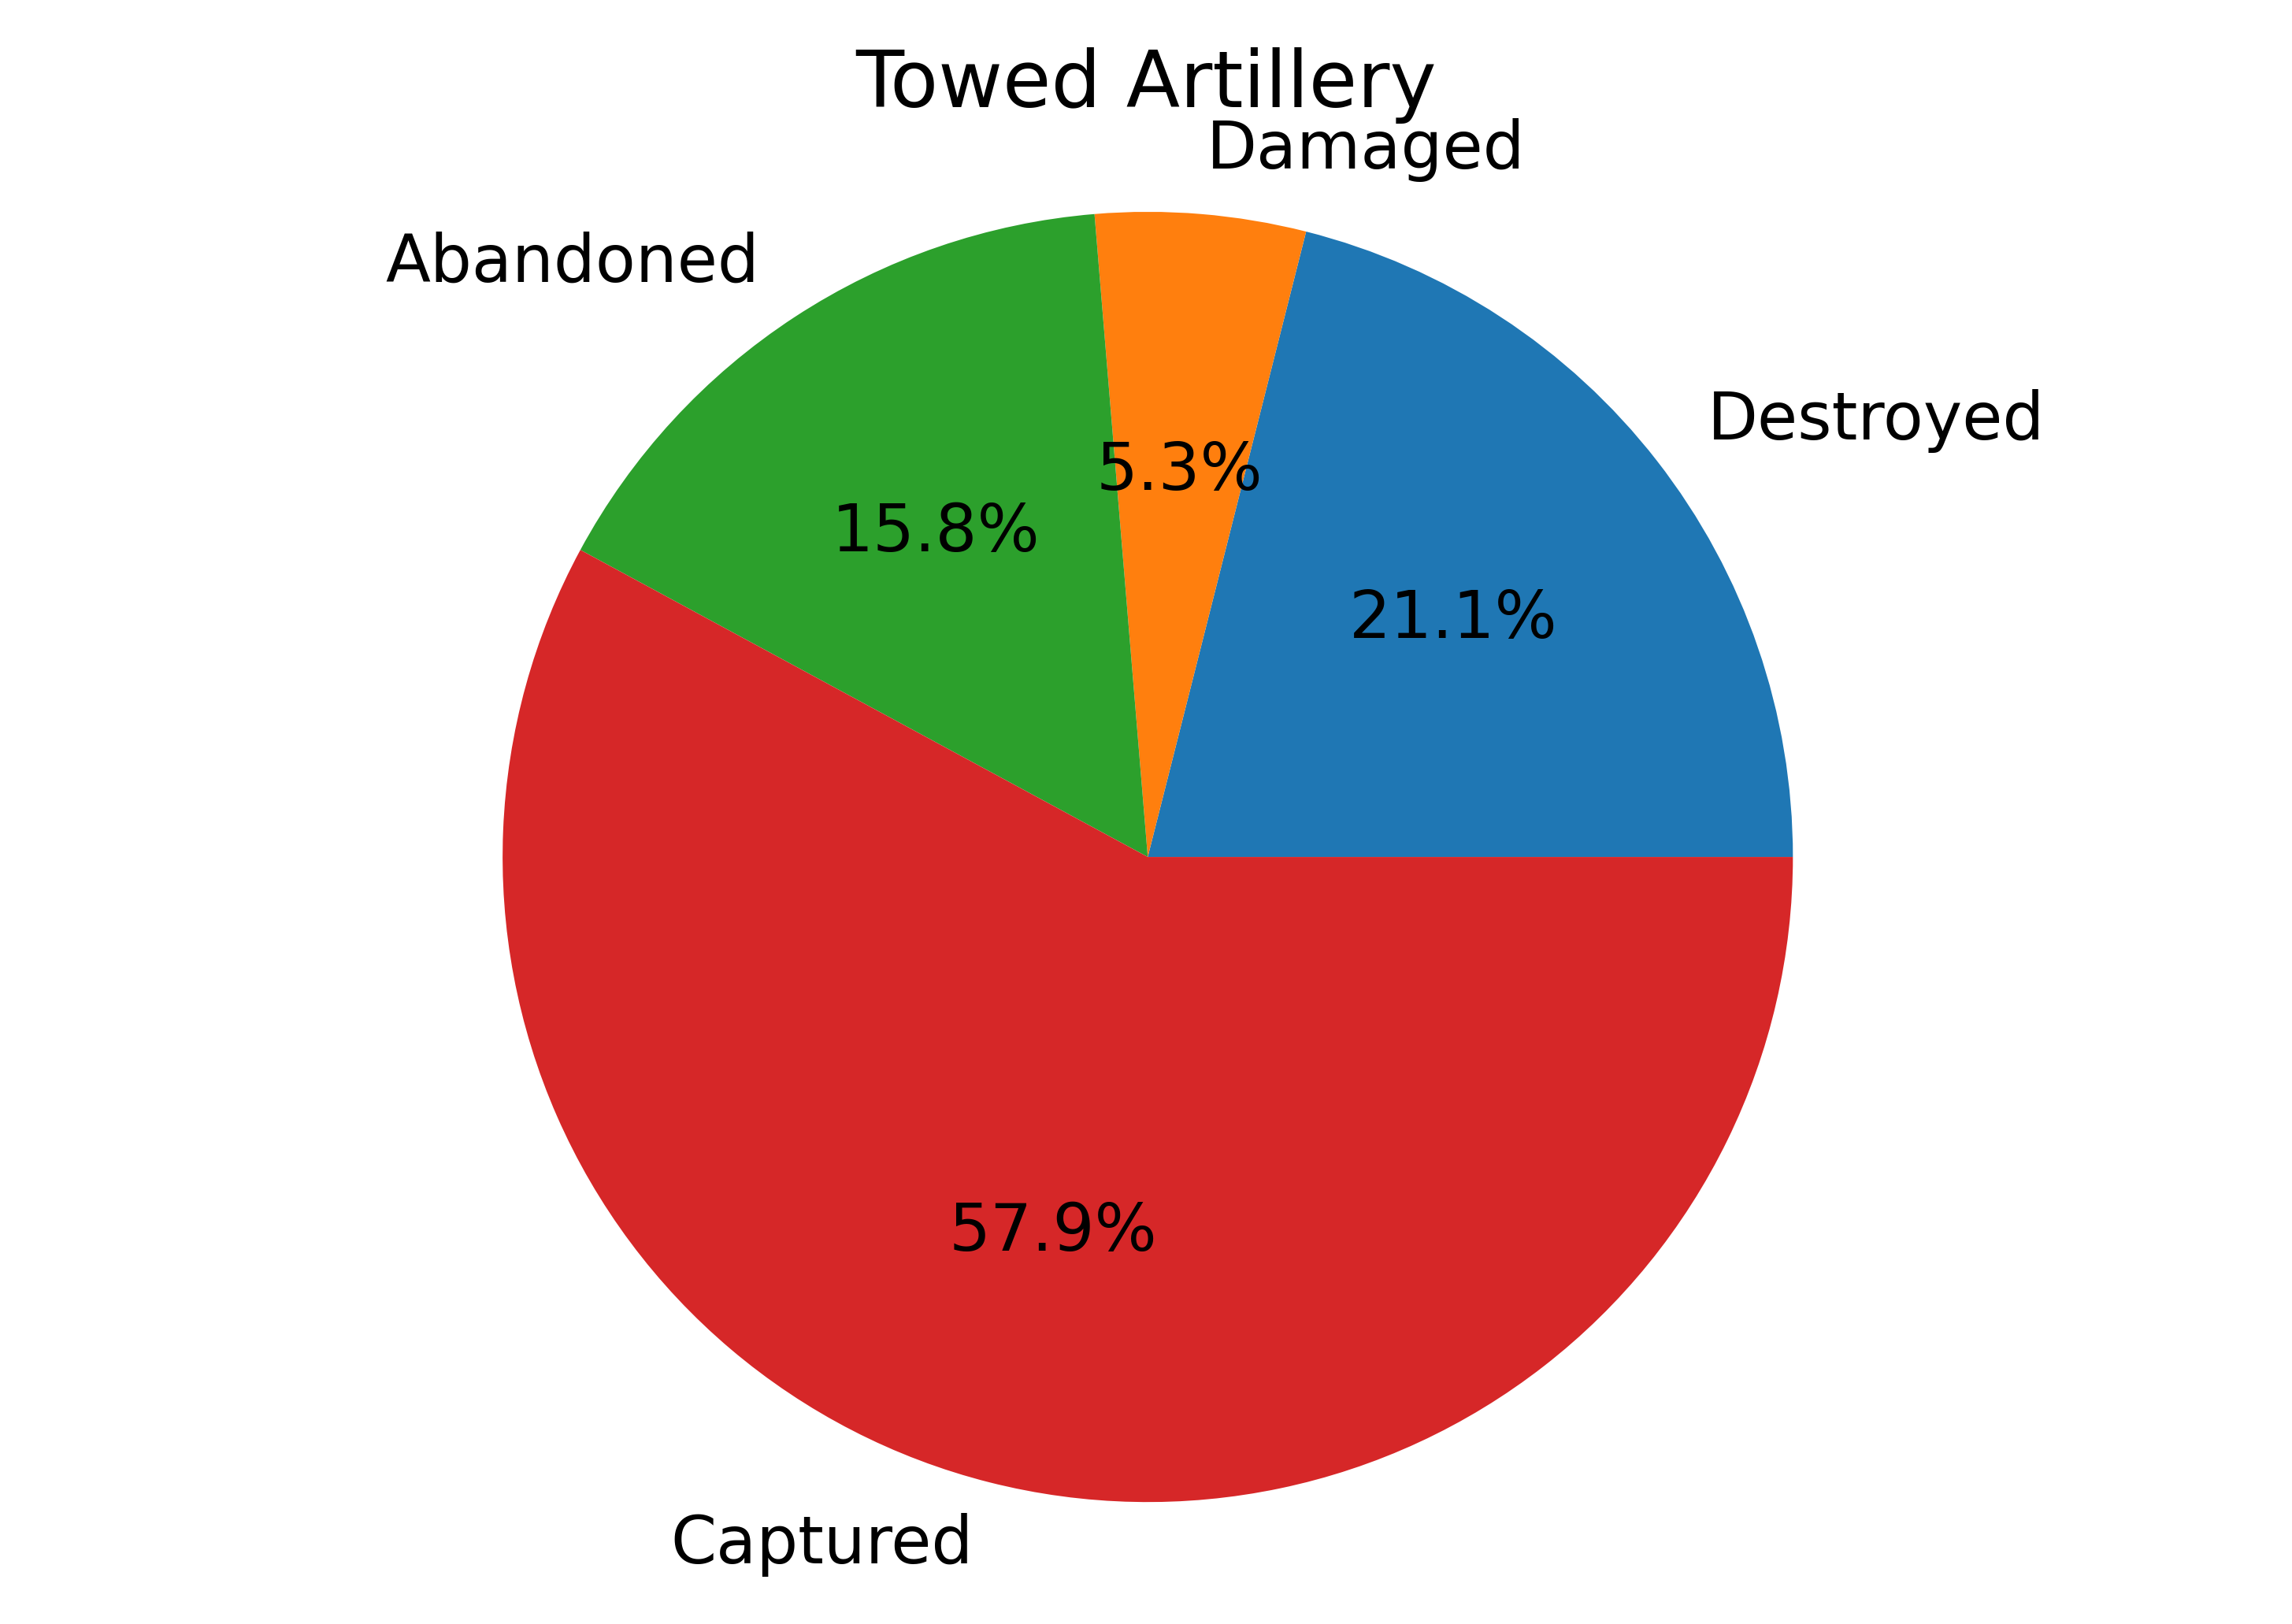 Towed Artillery
Damaged
Abandoned
Destroyed
5.3%
15.8%
21.1%
57.9%
Captured